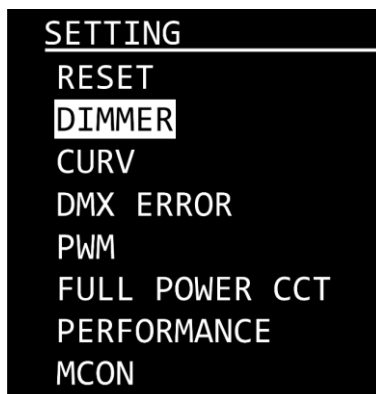 SETTING
RESET
DIMMER
CURV
DMX ERROR
PWM
FULL POWER CCT
PERFORMANCE
MCON